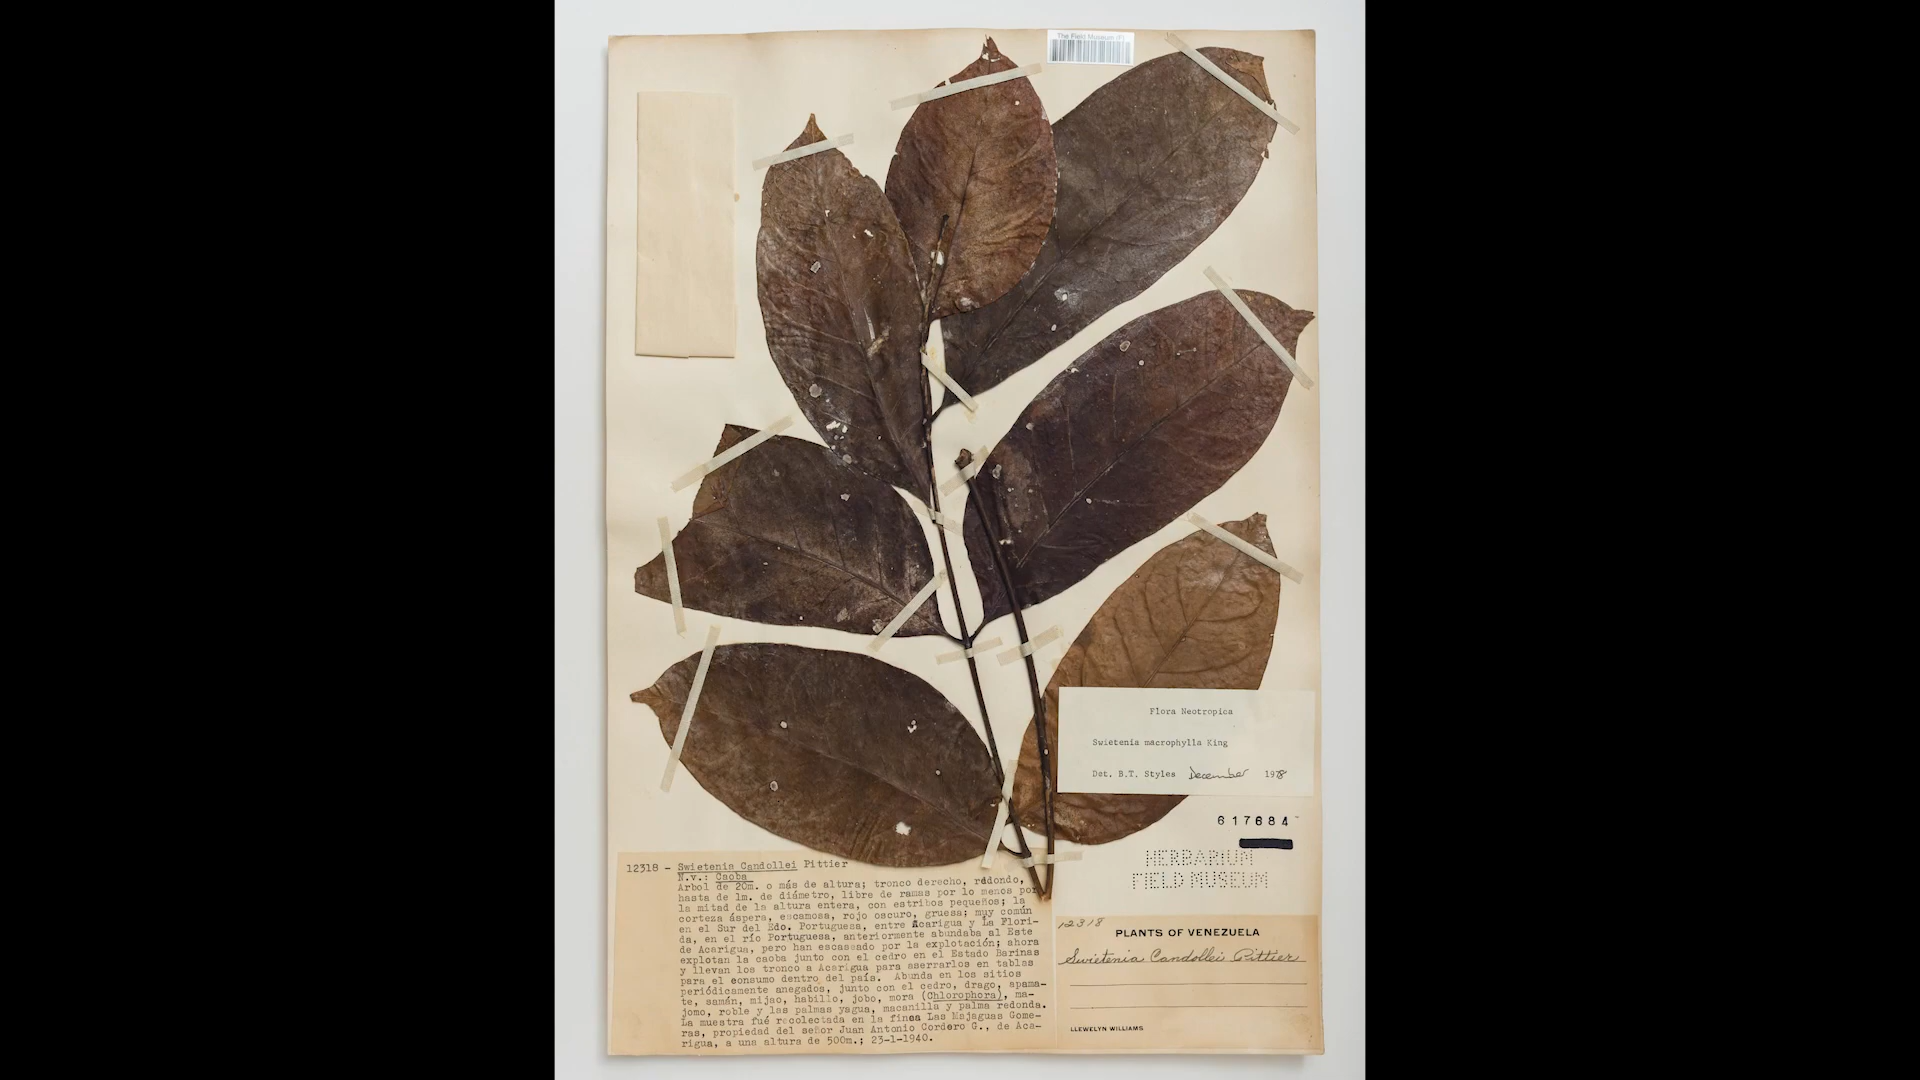 The Field Museum (F)
Flora Neotropica
Swietenia macrophylla King
Det. B.T. Styles December 1978
617684
HERBARIUM
FIELD MUSEUM
12318 - Swietenia Candollei Pittier
N.v.: Caoba
Arbol de 20m. o más de altura; tronco derecho, redondo,
hasta de 1m. de diámetro, libre de ramas por lo menos por
la mitad de la altura entera, con estribos pequeños; la
corteza áspera, escamosa, rojo oscuro, gruesa; muy común
en el Sur del Edo. Portuguesa, entre Acarigua y La Flori-
da, en el río Portuguesa, anteriormente abundaba al Este
de Acarigua, pero han escaseado por la explotación; ahora
explotan la caoba junto con el cedro en el Estado Barinas
y llevan los tronco a Acarigua para aserrarlos en tablas
para el consumo dentro del país. Abunda en los sitios
periódicamente anegados, junto con el cedro, drago, apama-
te, samán, mijao, habillo, jobo, mora (Chlorophora), ma-
jomo, roble y las palmas yagua, macanilla y palma redonda.
La muestra fué recolectada en la finca Las Majaguas Gome-
ras, propiedad del señor Juan Antonio Cordero G., de Aca-
rigua, a una altura de 500m.; 23-1-1940.
12318
PLANTS OF VENEZUELA
Swietenia Candollei Pittier
LLEWELYN WILLIAMS